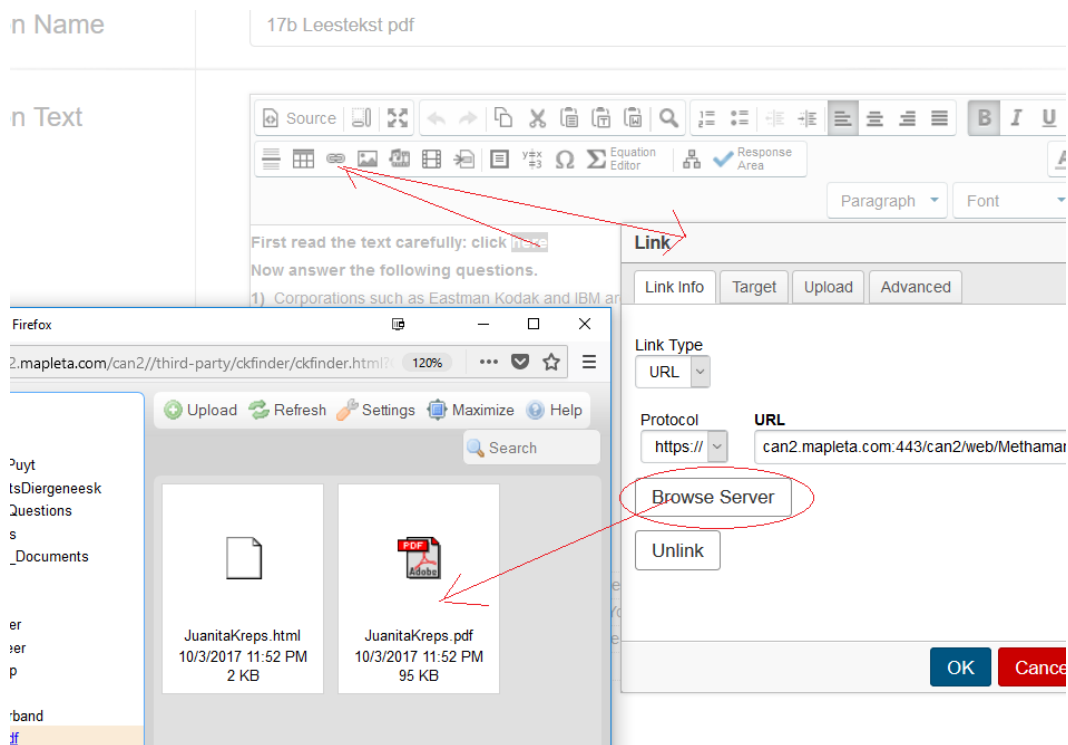 n Name
17b Leestekst pdf
n Text
Source
Equation Editor
Response Area
B I U
Paragraph
Font
First read the text carefully: click here
Now answer the following questions.
1) Corporations such as Eastman Kodak and IBM ar
Link
Link Info Target Upload Advanced
Link Type
URL
Protocol URL
https:// can2.mapleta.com:443/can2/web/Methamar
Browse Server
Unlink
OK Cance
Firefox
2.mapleta.com/can2//third-party/ckfinder/ckfinder.html? 120%
Upload Refresh Settings Maximize Help
Search
Puyt
tsDiergeneesk
Questions
s
_Documents
er
eer
p
rband
df
JuanitaKreps.html
10/3/2017 11:52 PM
2 KB
PDF
Adobe
JuanitaKreps.pdf
10/3/2017 11:52 PM
95 KB